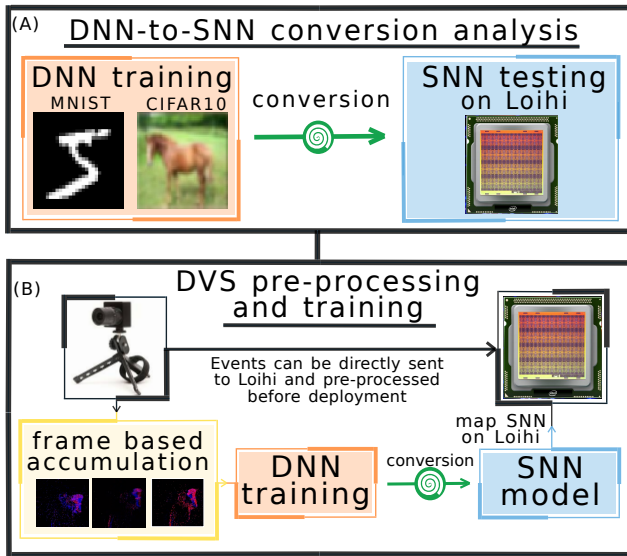 (A)
DNN-to-SNN conversion analysis
DNN training
MNIST CIFAR10
conversion
SNN testing
on Loihi
(B)
DVS pre-processing
and training
Events can be directly sent
to Loihi and pre-processed
before deployment
frame based
accumulation
DNN
training
conversion
map SNN
on Loihi
SNN
model